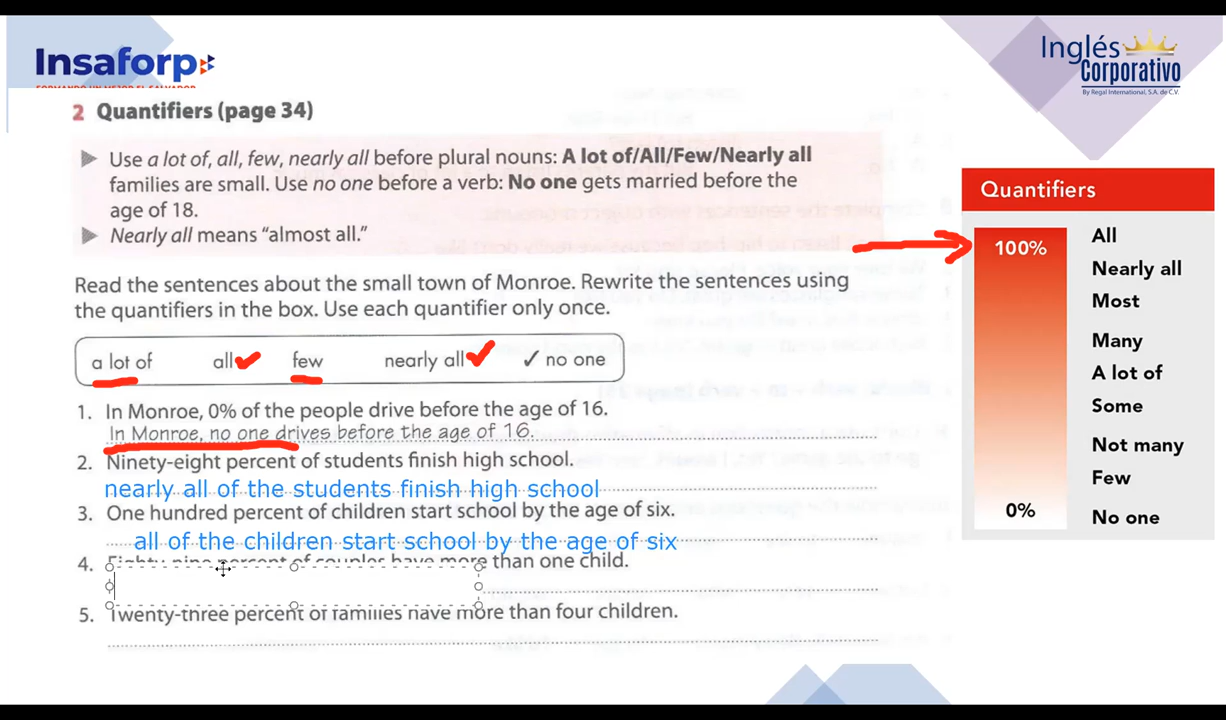 Insaforp
Inglés
Corporativo
By Regal International, S.A. de C.V.
2 Quantifiers (page 34)
Use a lot of, all, few, nearly all before plural nouns: A lot of/All/Few/Nearly all
families are small. Use no one before a verb: No one gets married before the
age of 18.
Nearly all means “almost all.”
Read the sentences about the small town of Monroe. Rewrite the sentences using
the quantifiers in the box. Use each quantifier only once.
a lot of all few nearly all ✓ no one
1. In Monroe, 0% of the people drive before the age of 16.
In Monroe, no one drives before the age of 16.
2. Ninety-eight percent of students finish high school.
nearly all of the students finish high school
3. One hundred percent of children start school by the age of six.
all of the children start school by the age of six
4. Eighty-nine percent of couples have more than one child.
5. Twenty-three percent of families have more than four children.
Quantifiers
100%
All
Nearly all
Most
Many
A lot of
Some
Not many
Few
0%
No one